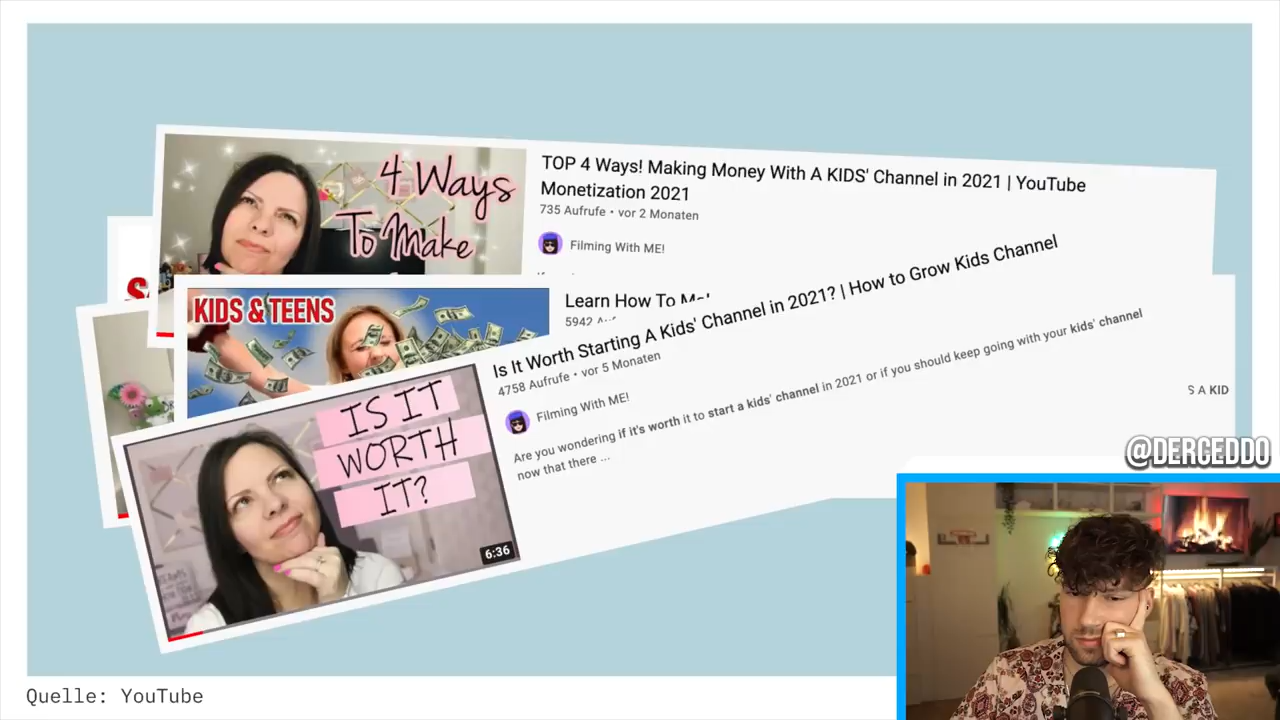 4 Ways
To Make
TOP 4 Ways! Making Money With A KIDS' Channel in 2021 | YouTube
Monetization 2021
735 Aufrufe • vor 2 Monaten
Filming With ME!
KIDS & TEENS
Learn How To
5942
Is It Worth Starting A Kids' Channel in 2021? | How to Grow Kids Channel
4758 Aufrufe • vor 5 Monaten
Filming With ME!
Are you wondering if it's worth it to start a kids' channel in 2021 or if you should keep going with your kids' channel
now that there ...
S A KID
IS IT
WORTH
IT?
6:36
@DERCEDDO
Quelle: YouTube